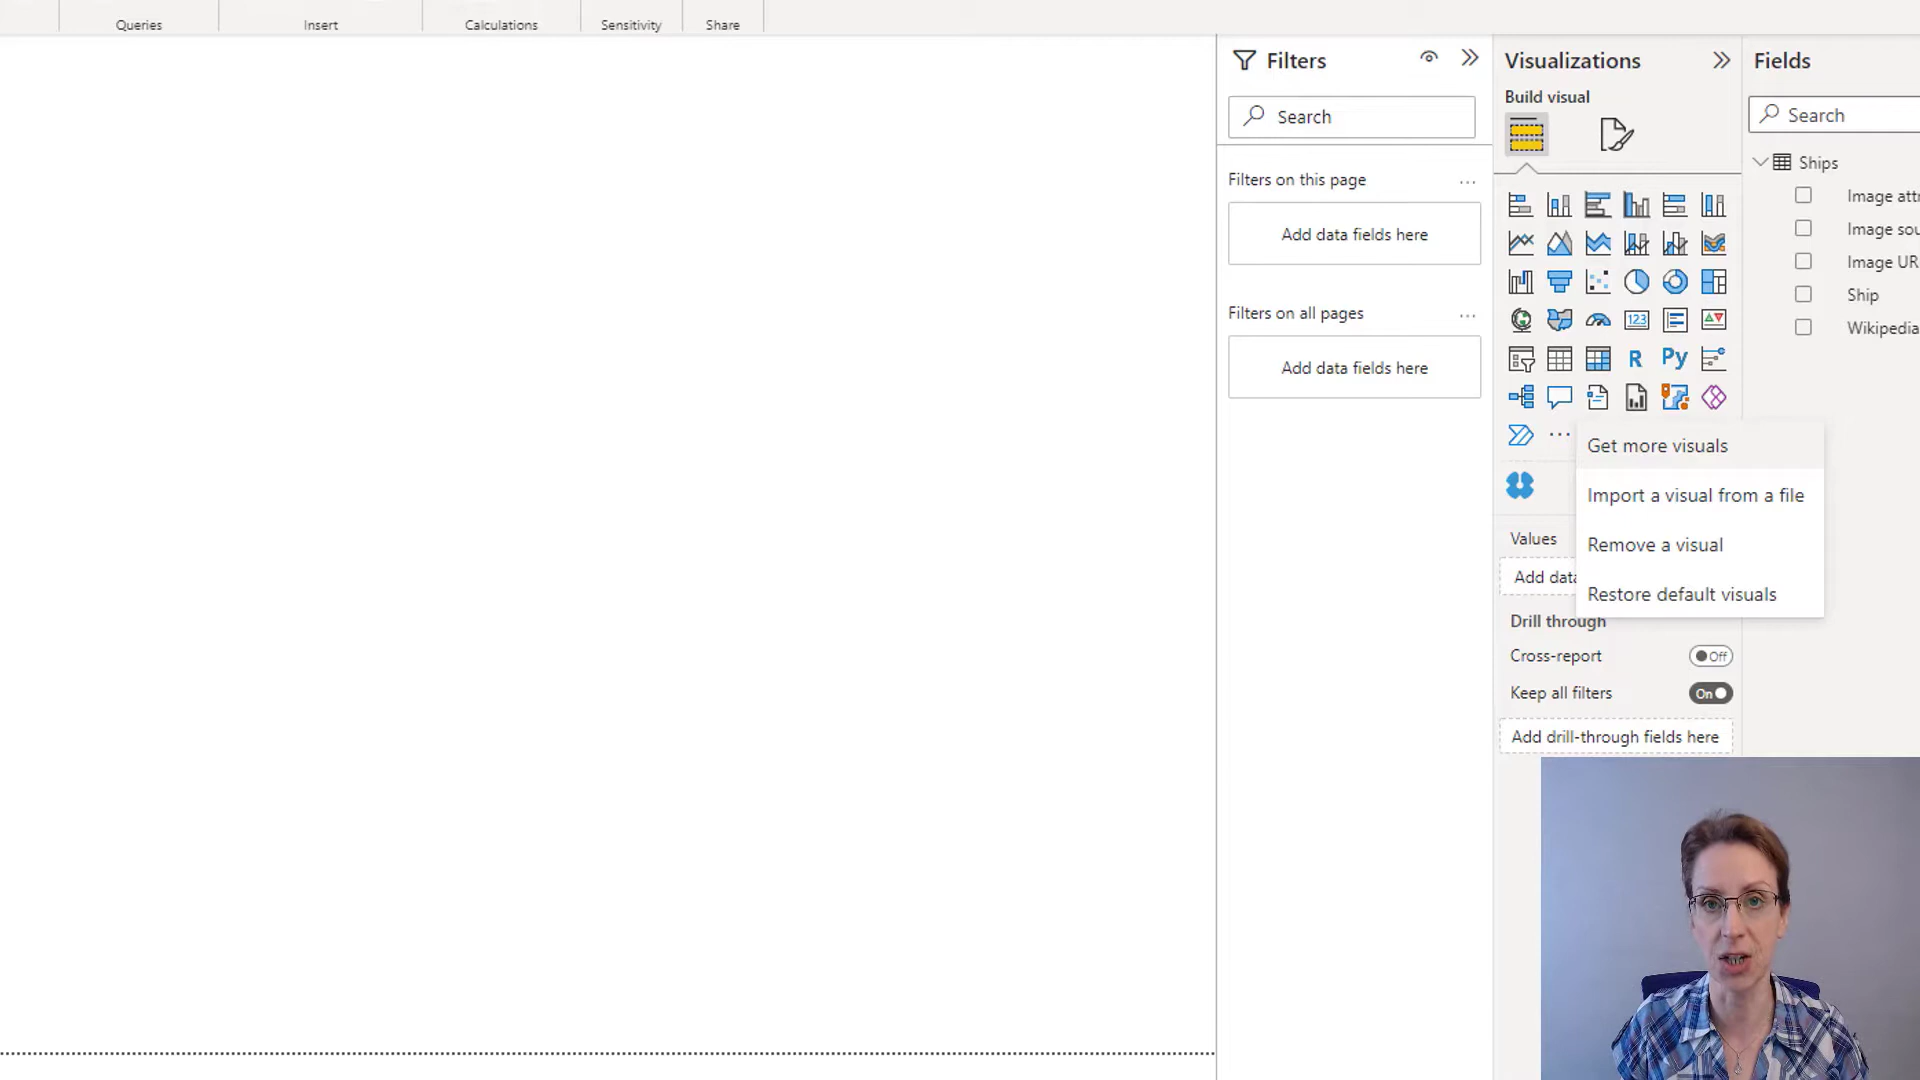 Queries
Insert
Calculations
Sensitivity
Share
Filters
Search
Filters on this page
...
Add data fields here
Filters on all pages
...
Add data fields here
Visualizations
Build visual
123
R
Py
...
Get more visuals
Import a visual from a file
Remove a visual
Restore default visuals
Values
Add data
Drill through
Cross-report
Off
Keep all filters
On
Add drill-through fields here
Fields
Search
Ships
Image att
Image sou
Image UR
Ship
Wikipedia